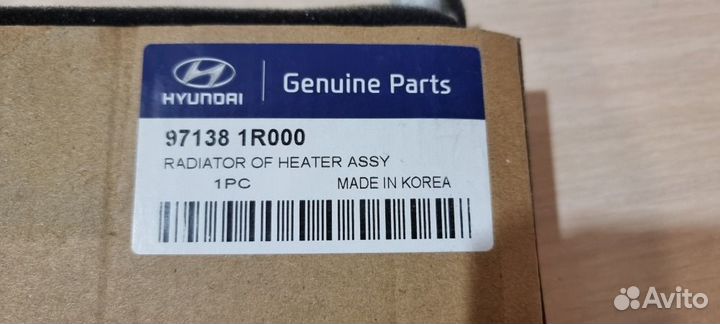 HYUNDAI
Genuine Parts
97138 1R000
RADIATOR OF HEATER ASSY
1PC
MADE IN KOREA
Avito